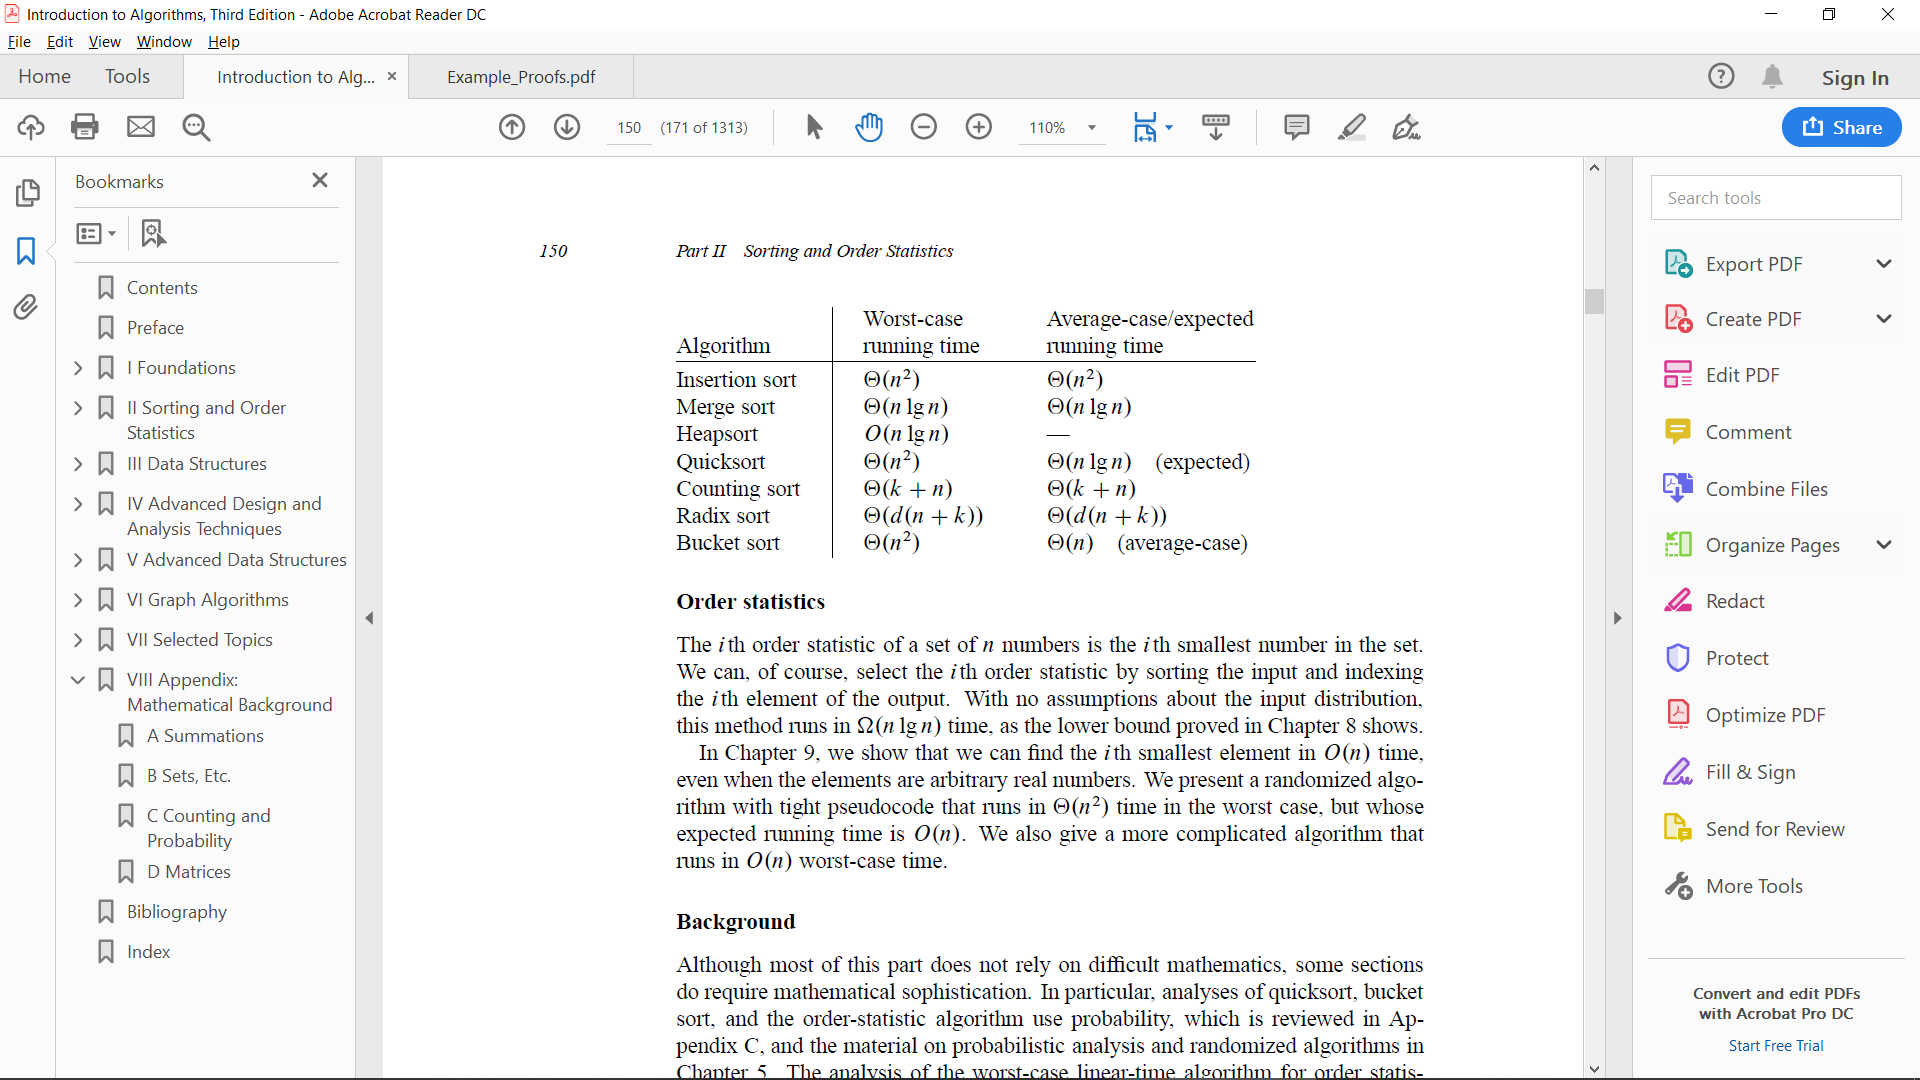 Introduction to Algorithms, Third Edition - Adobe Acrobat Reader DC
File Edit View Window Help
Home Tools Introduction to Alg... × Example_Proofs.pdf Sign In
150 (171 of 1313) 110% Share
Bookmarks
Contents
Preface
I Foundations
II Sorting and Order
Statistics
III Data Structures
IV Advanced Design and
Analysis Techniques
V Advanced Data Structures
VI Graph Algorithms
VII Selected Topics
VIII Appendix:
Mathematical Background
A Summations
B Sets, Etc.
C Counting and
Probability
D Matrices
Bibliography
Index
150 Part II Sorting and Order Statistics
Worst-case Average-case/expected
Algorithm running time running time
Insertion sort Θ(n²) Θ(n²)
Merge sort Θ(n lg n) Θ(n lg n)
Heapsort O(n lg n) —
Quicksort Θ(n²) Θ(n lg n) (expected)
Counting sort Θ(k + n) Θ(k + n)
Radix sort Θ(d(n + k)) Θ(d(n + k))
Bucket sort Θ(n²) Θ(n) (average-case)
Order statistics
The ith order statistic of a set of n numbers is the ith smallest number in the set.
We can, of course, select the ith order statistic by sorting the input and indexing
the ith element of the output. With no assumptions about the input distribution,
this method runs in Ω(n lg n) time, as the lower bound proved in Chapter 8 shows.
In Chapter 9, we show that we can find the ith smallest element in O(n) time,
even when the elements are arbitrary real numbers. We present a randomized algo-
rithm with tight pseudocode that runs in Θ(n²) time in the worst case, but whose
expected running time is O(n). We also give a more complicated algorithm that
runs in O(n) worst-case time.
Background
Although most of this part does not rely on difficult mathematics, some sections
do require mathematical sophistication. In particular, analyses of quicksort, bucket
sort, and the order-statistic algorithm use probability, which is reviewed in Ap-
pendix C, and the material on probabilistic analysis and randomized algorithms in
Chapter 5. The analysis of the worst-case linear-time algorithm for order statis-
Search tools
Export PDF
Create PDF
Edit PDF
Comment
Combine Files
Organize Pages
Redact
Protect
Optimize PDF
Fill & Sign
Send for Review
More Tools
Convert and edit PDFs
with Acrobat Pro DC
Start Free Trial